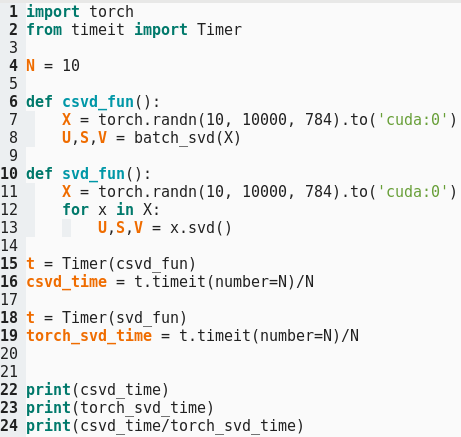 1 import torch
2 from timeit import Timer
3
4 N = 10
5
6 def csvd_fun():
7     X = torch.randn(10, 10000, 784).to('cuda:0')
8     U,S,V = batch_svd(X)
9
10 def svd_fun():
11     X = torch.randn(10, 10000, 784).to('cuda:0')
12     for x in X:
13         U,S,V = x.svd()
14
15 t = Timer(csvd_fun)
16 csvd_time = t.timeit(number=N)/N
17
18 t = Timer(svd_fun)
19 torch_svd_time = t.timeit(number=N)/N
20
21
22 print(csvd_time)
23 print(torch_svd_time)
24 print(csvd_time/torch_svd_time)